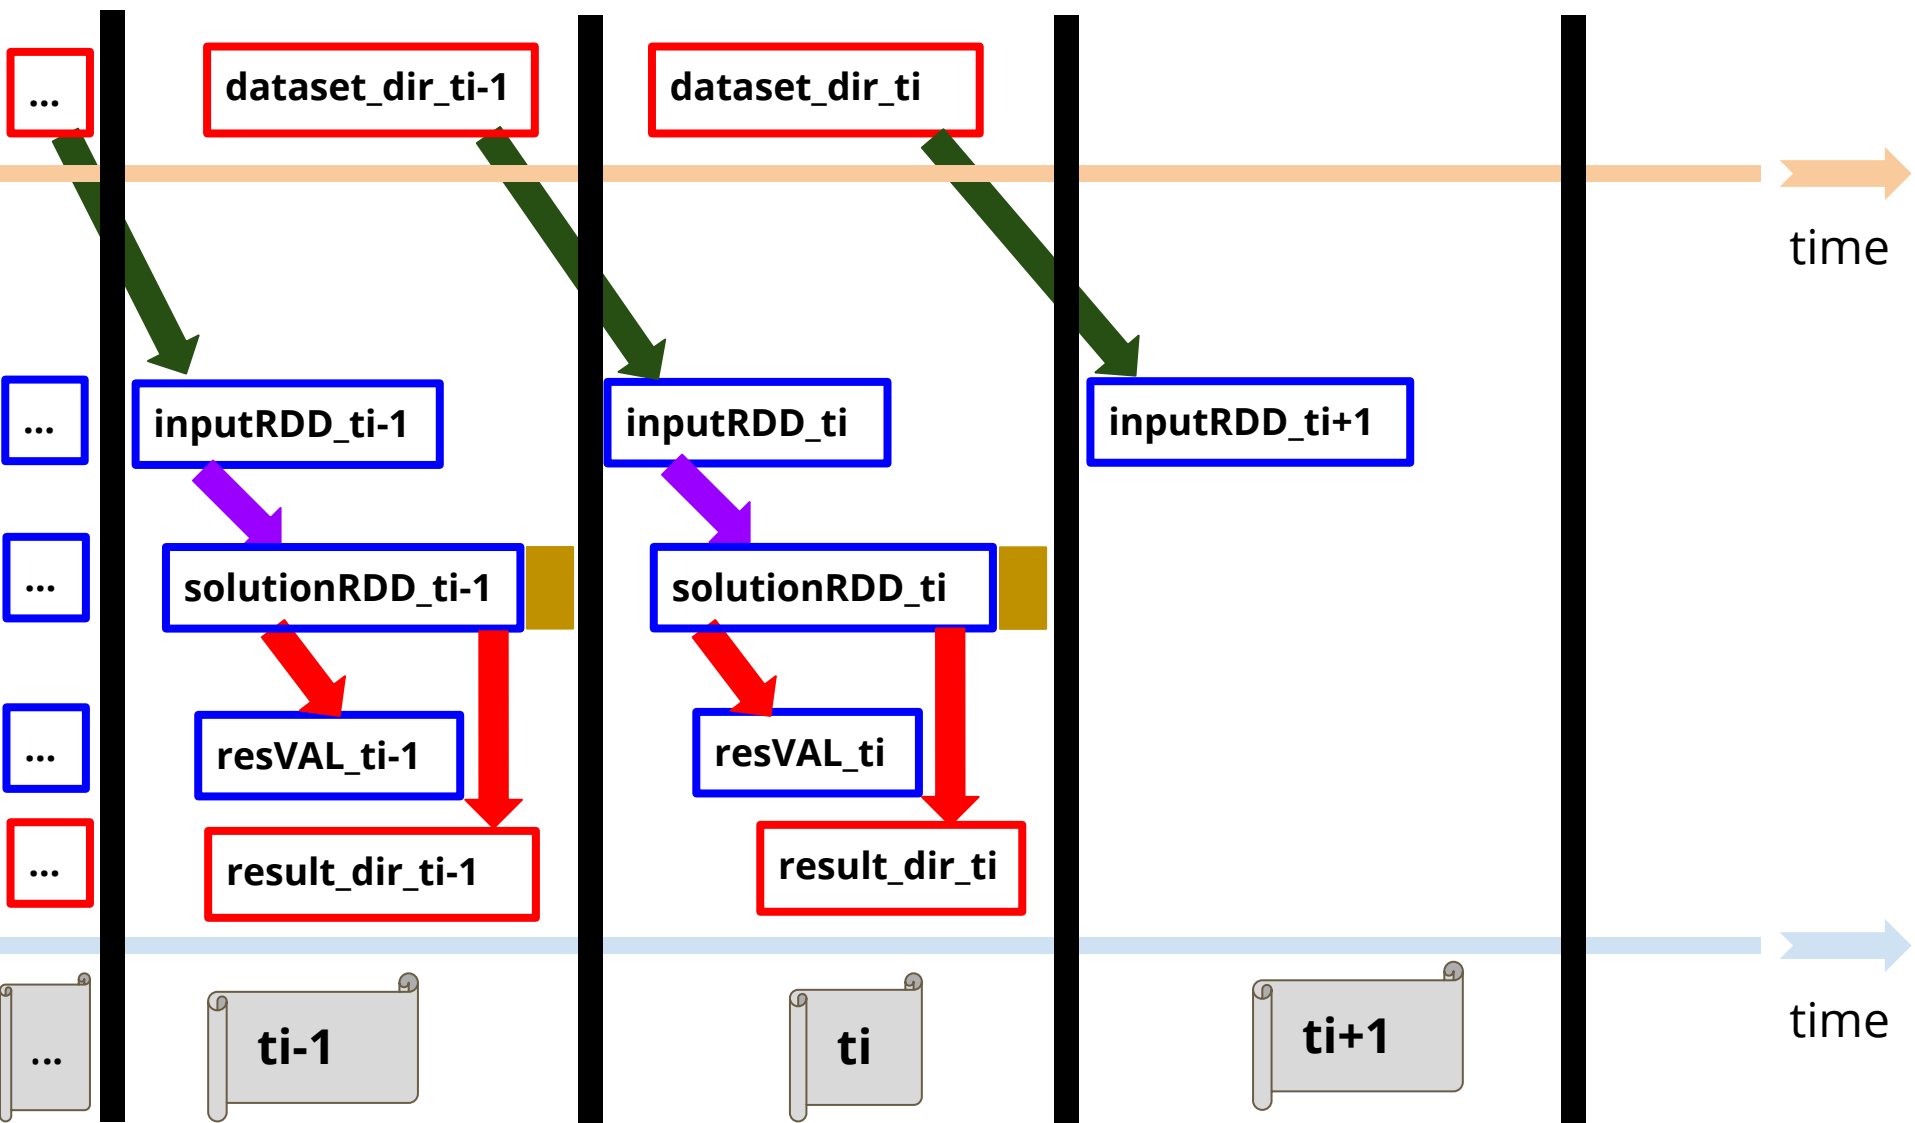 ...
dataset_dir_ti-1
dataset_dir_ti
time
...
inputRDD_ti-1
inputRDD_ti
inputRDD_ti+1
...
solutionRDD_ti-1
solutionRDD_ti
...
resVAL_ti-1
resVAL_ti
...
result_dir_ti-1
result_dir_ti
...
ti-1
ti
ti+1
time